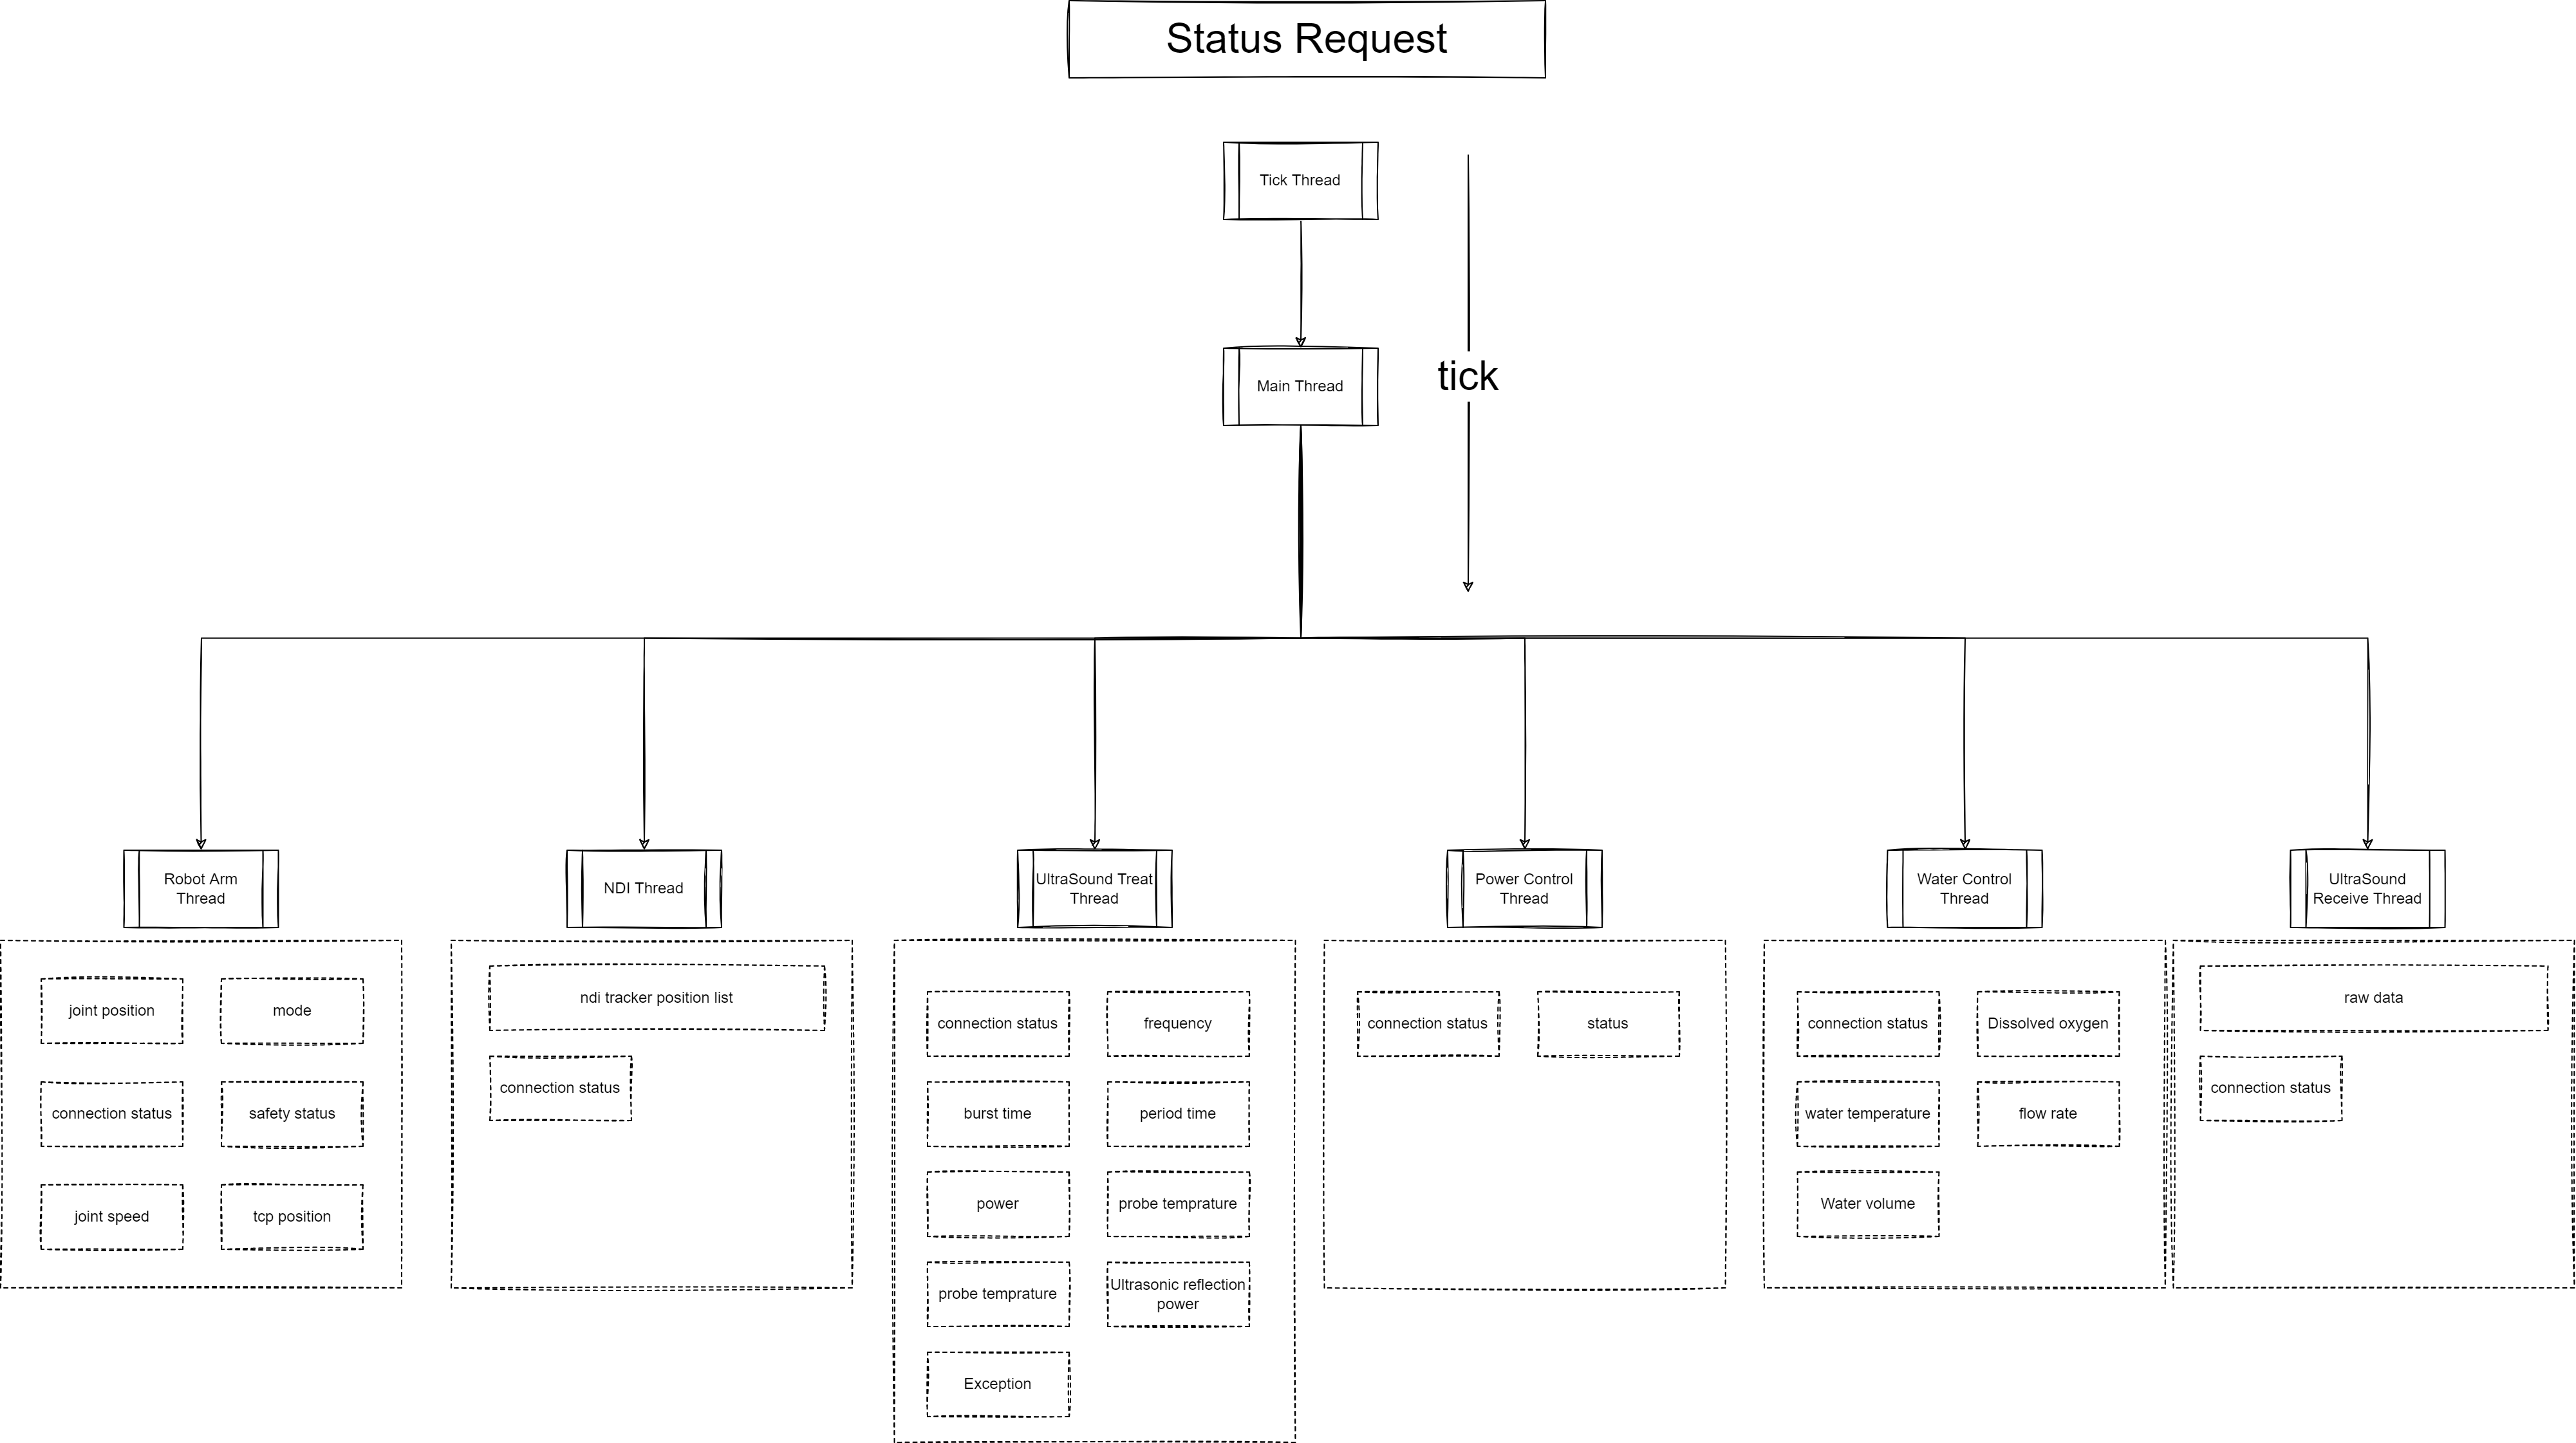 Status Request
Tick Thread
Main Thread
tick
Robot Arm
Thread
NDI Thread
UltraSound Treat
Thread
Power Control
Thread
Water Control
Thread
UltraSound
Receive Thread
joint position
mode
connection status
safety status
joint speed
tcp position
ndi tracker position list
connection status
connection status
frequency
burst time
period time
power
probe temprature
probe temprature
Ultrasonic reflection
power
Exception
connection status
status
connection status
Dissolved oxygen
water temperature
flow rate
Water volume
raw data
connection status